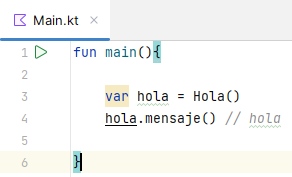 Main.kt
1 fun main(){
2
3 var hola = Hola()
4 hola.mensaje() // hola
5
6 }